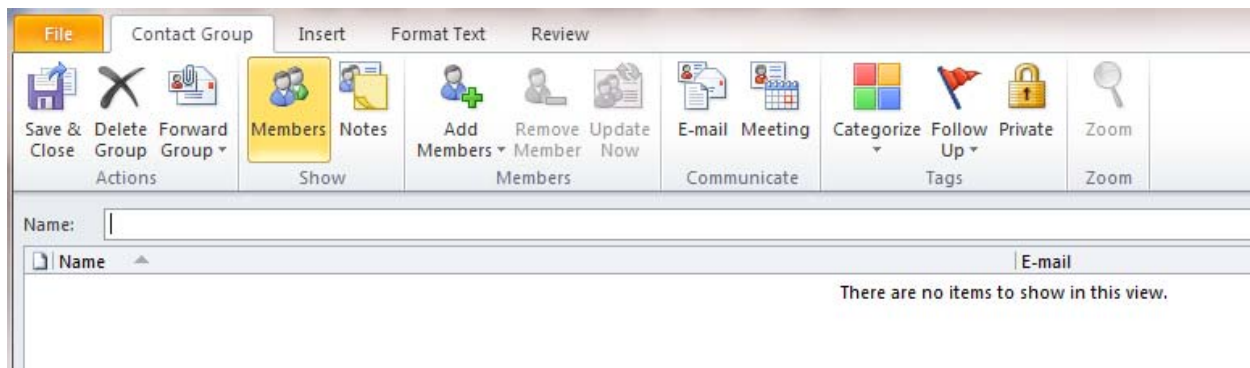 File Contact Group Insert Format Text Review
Save & Delete Forward Members Notes Add Remove Update E-mail Meeting Categorize Follow Private Zoom
Close Group Group Members Member Now Up
Actions Show Members Communicate Tags Zoom
Name:
Name E-mail
There are no items to show in this view.